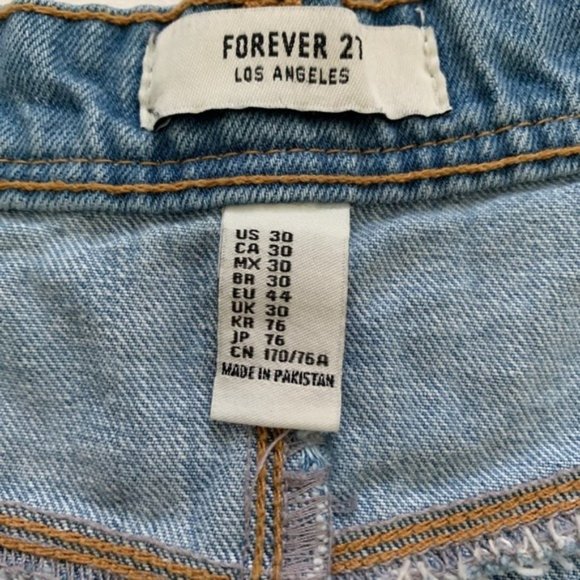 FOREVER 21
LOS ANGELES
US 30
CA 30
MX 30
BR 30
EU 44
UK 30
KR 76
JP 76
CN 170/76A
MADE IN PAKISTAN